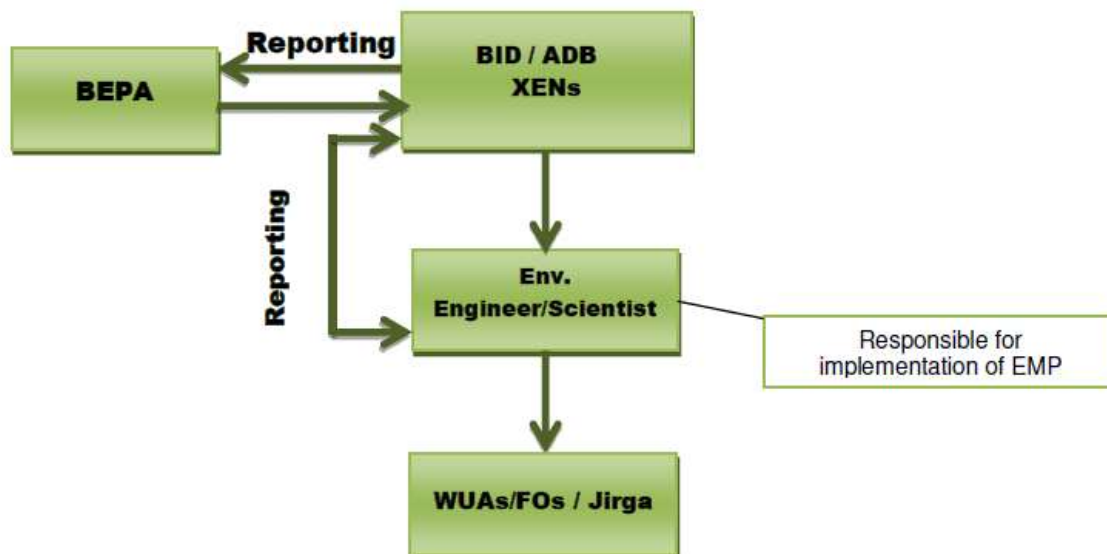 Reporting
BID / ADB
XENs
BEPA
Reporting
Env.
Engineer/Scientist
Responsible for
implementation of EMP
WUAs/FOs / Jirga